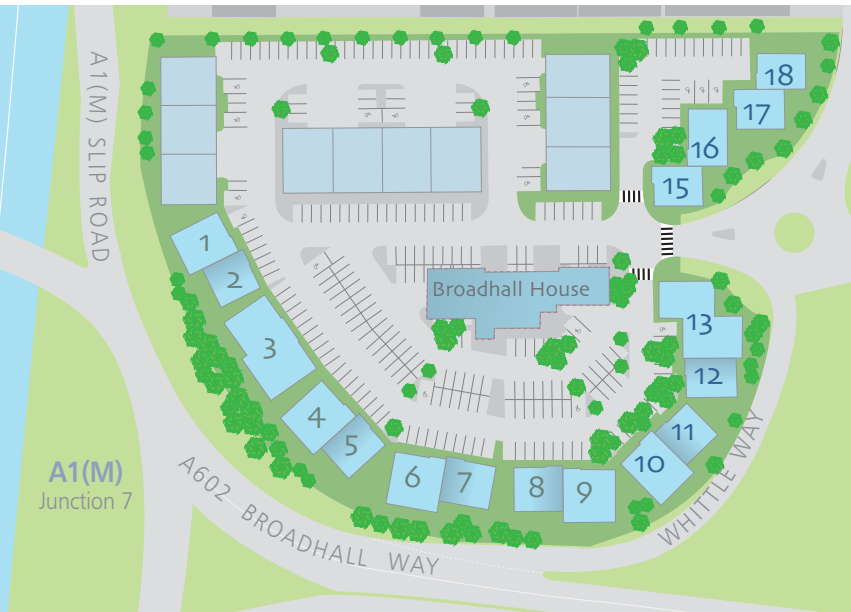 A1(M) SLIP ROAD
18
17
16
15
1
2
Broadhall House
13
3
12
4
5
11
10
6
7
8
9
A1(M)
Junction 7
A602 BROADHALL WAY
WHITTLE WAY